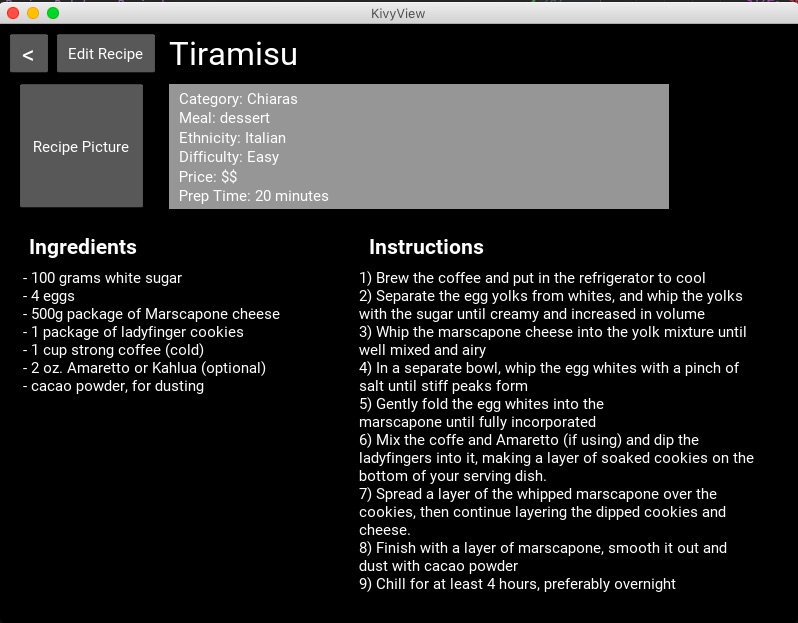 KivyView
<
Edit Recipe
Tiramisu
Recipe Picture
Category: Chiaras
Meal: dessert
Ethnicity: Italian
Difficulty: Easy
Price: $$
Prep Time: 20 minutes
Ingredients
- 100 grams white sugar
- 4 eggs
- 500g package of Marscapone cheese
- 1 package of ladyfinger cookies
- 1 cup strong coffee (cold)
- 2 oz. Amaretto or Kahlua (optional)
- cacao powder, for dusting
Instructions
1) Brew the coffee and put in the refrigerator to cool
2) Separate the egg yolks from whites, and whip the yolks
with the sugar until creamy and increased in volume
3) Whip the marscapone cheese into the yolk mixture until
well mixed and airy
4) In a separate bowl, whip the egg whites with a pinch of
salt until stiff peaks form
5) Gently fold the egg whites into the
marscapone until fully incorporated
6) Mix the coffe and Amaretto (if using) and dip the
ladyfingers into it, making a layer of soaked cookies on the
bottom of your serving dish.
7) Spread a layer of the whipped marscapone over the
cookies, then continue layering the dipped cookies and
cheese.
8) Finish with a layer of marscapone, smooth it out and
dust with cacao powder
9) Chill for at least 4 hours, preferably overnight